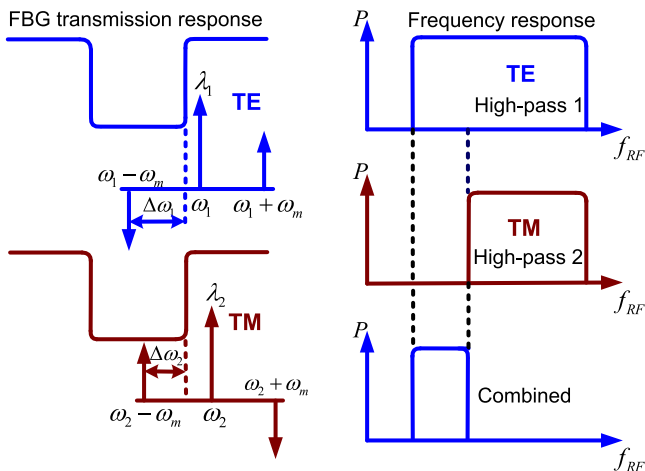 FBG transmission response
λ1
TE
ω1 − ωm
Δω1
ω1
ω1 + ωm
λ2
TM
Δω2
ω2 + ωm
ω2 − ωm
ω2
Frequency response
P
TE
High-pass 1
fRF
P
TM
High-pass 2
fRF
P
Combined
fRF